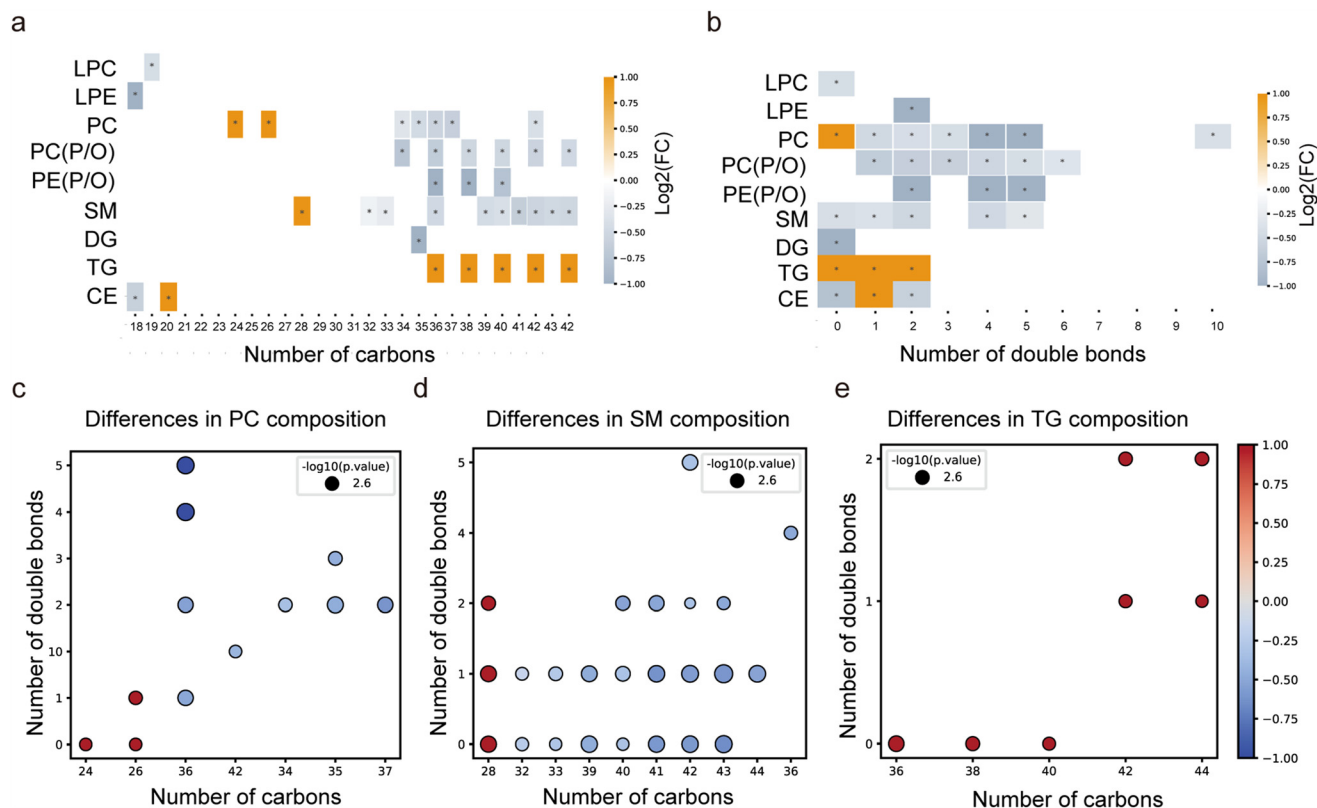 a
LPC
LPE
PC
PC(P/O)
PE(P/O)
SM
DG
TG
CE
18 19 20 21 22 23 24 26 27 28 29 30 31 32 33 34 35 36 37 39 40 41 42 43 42
Number of carbons
1.00
0.75
0.50
0.25
0.00
−0.25
−0.50
−0.75
−1.00
Log2(FC)
b
LPC
LPE
PC
PC(P/O)
PE(P/O)
SM
DG
TG
CE
0 1 2 3 4 5 6 7 8 9 10
Number of double bonds
1.00
0.75
0.50
0.25
0.00
−0.25
−0.50
−0.75
−1.00
Log2(FC)
c
Differences in PC composition
-log10(p.value)
2.6
5
4
3
2
10
1
0
Number of double bonds
24 26 36 42 34 35 37
Number of carbons
d
Differences in SM composition
-log10(p.value)
2.6
5
4
2
1
0
Number of double bonds
28 32 33 39 40 41 42 43 44 36
Number of carbons
e
Differences in TG composition
-log10(p.value)
2.6
2
1
0
Number of double bonds
36 38 40 42 44
Number of carbons
1.00
0.75
0.50
0.25
0.00
−0.25
−0.50
−0.75
−1.00